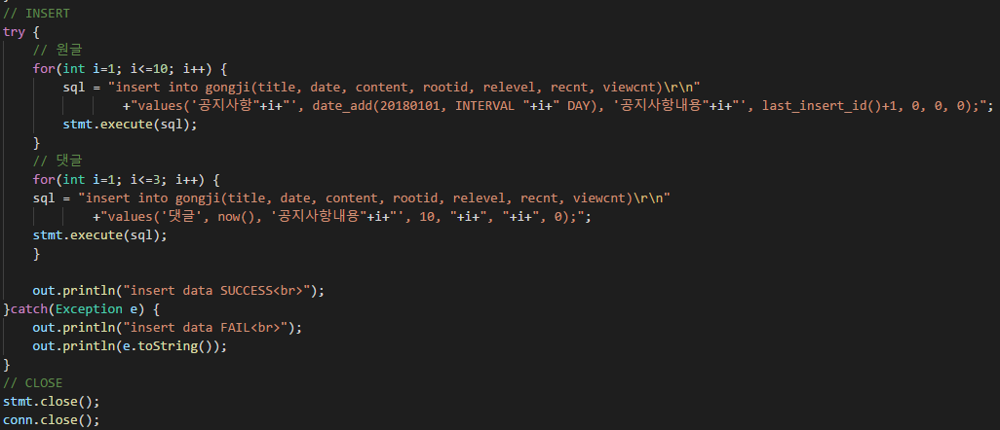 // INSERT
try {
// 원글
for(int i=1; i<=10; i++) {
sql = "insert into gongji(title, date, content, rootid, relevel, recnt, viewcnt)\r\n"
+"values('공지사항"+i+"', date_add(20180101, INTERVAL "+i+" DAY), '공지사항내용"+i+"', last_insert_id()+1, 0, 0, 0);";
stmt.execute(sql);
}
// 댓글
for(int i=1; i<=3; i++) {
sql = "insert into gongji(title, date, content, rootid, relevel, recnt, viewcnt)\r\n"
+"values('댓글', now(), '공지사항내용"+i+"', 10, "+i+", "+i+", 0);";
stmt.execute(sql);
}
out.println("insert data SUCCESS<br>");
}catch(Exception e) {
out.println("insert data FAIL<br>");
out.println(e.toString());
}
// CLOSE
stmt.close();
conn.close();